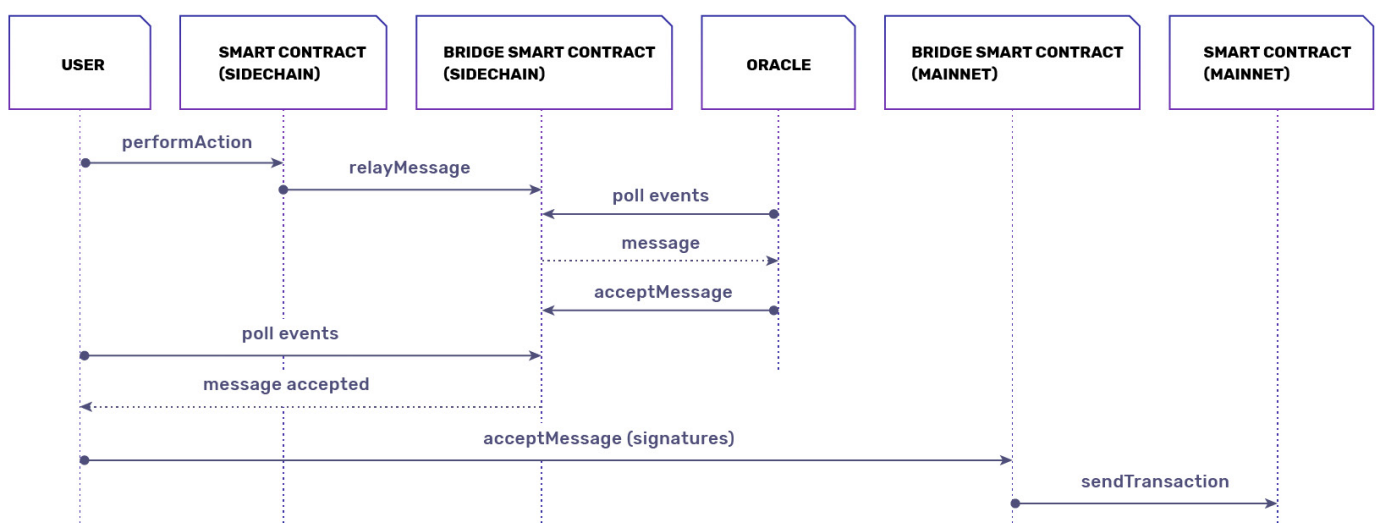 USER
SMART CONTRACT
(SIDECHAIN)
BRIDGE SMART CONTRACT
(SIDECHAIN)
ORACLE
BRIDGE SMART CONTRACT
(MAINNET)
SMART CONTRACT
(MAINNET)
performAction
relayMessage
poll events
message
acceptMessage
poll events
message accepted
acceptMessage (signatures)
sendTransaction